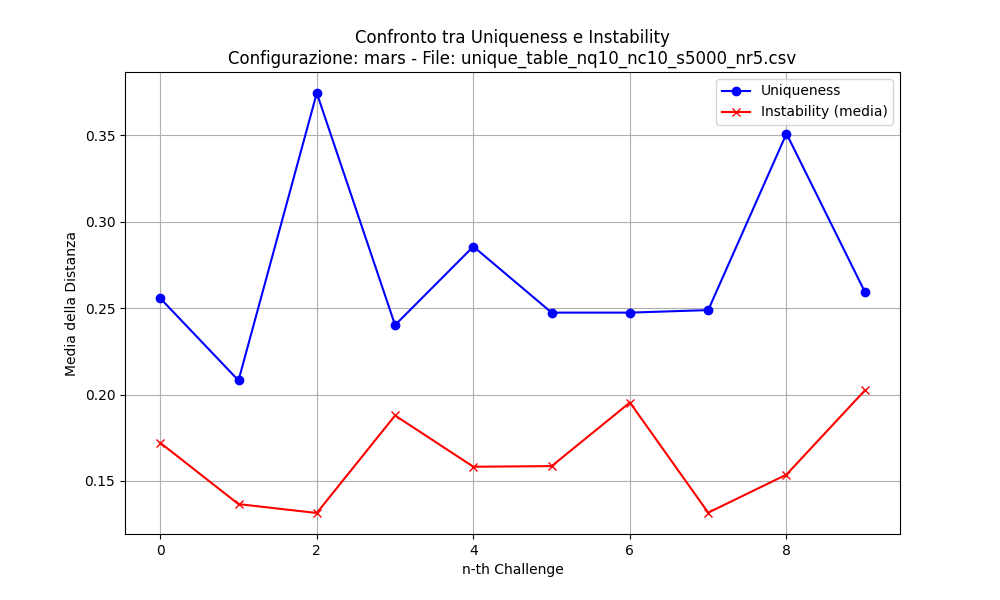 Confronto tra Uniqueness e Instability
Configurazione: mars - File: unique_table_nq10_nc10_s5000_nr5.csv
Uniqueness
Instability (media)
Media della Distanza
0.35
0.30
0.25
0.20
0.15
0 2 4 6 8
n-th Challenge